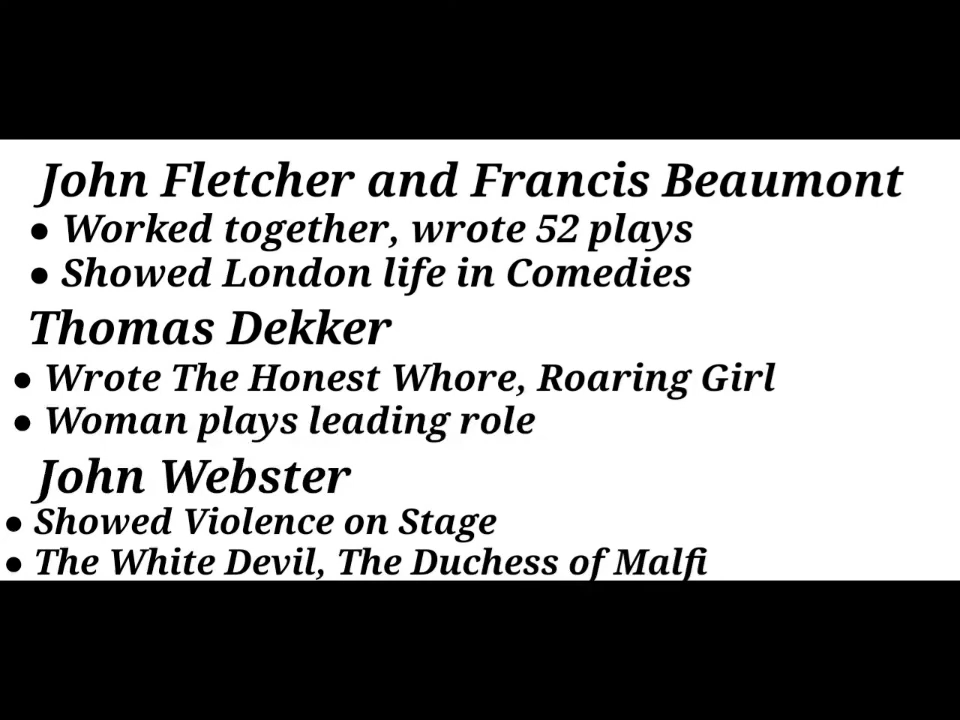 John Fletcher and Francis Beaumont
● Worked together, wrote 52 plays
● Showed London life in Comedies
Thomas Dekker
● Wrote The Honest Whore, Roaring Girl
● Woman plays leading role
John Webster
● Showed Violence on Stage
● The White Devil, The Duchess of Malfi